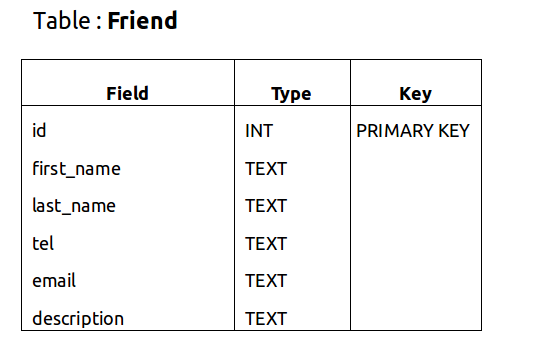 Table : Friend
Field Type Key
id INT PRIMARY KEY
first_name TEXT
last_name TEXT
tel TEXT
email TEXT
description TEXT